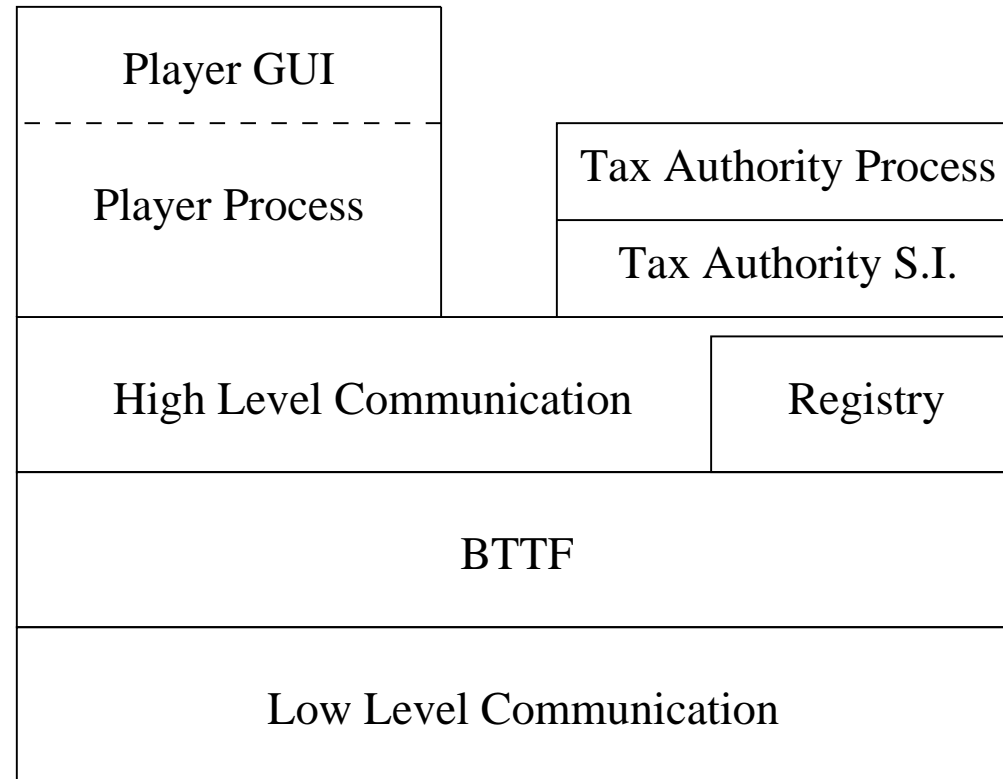 Player GUI
Player Process
Tax Authority Process
Tax Authority S.I.
High Level Communication
Registry
BTTF
Low Level Communication